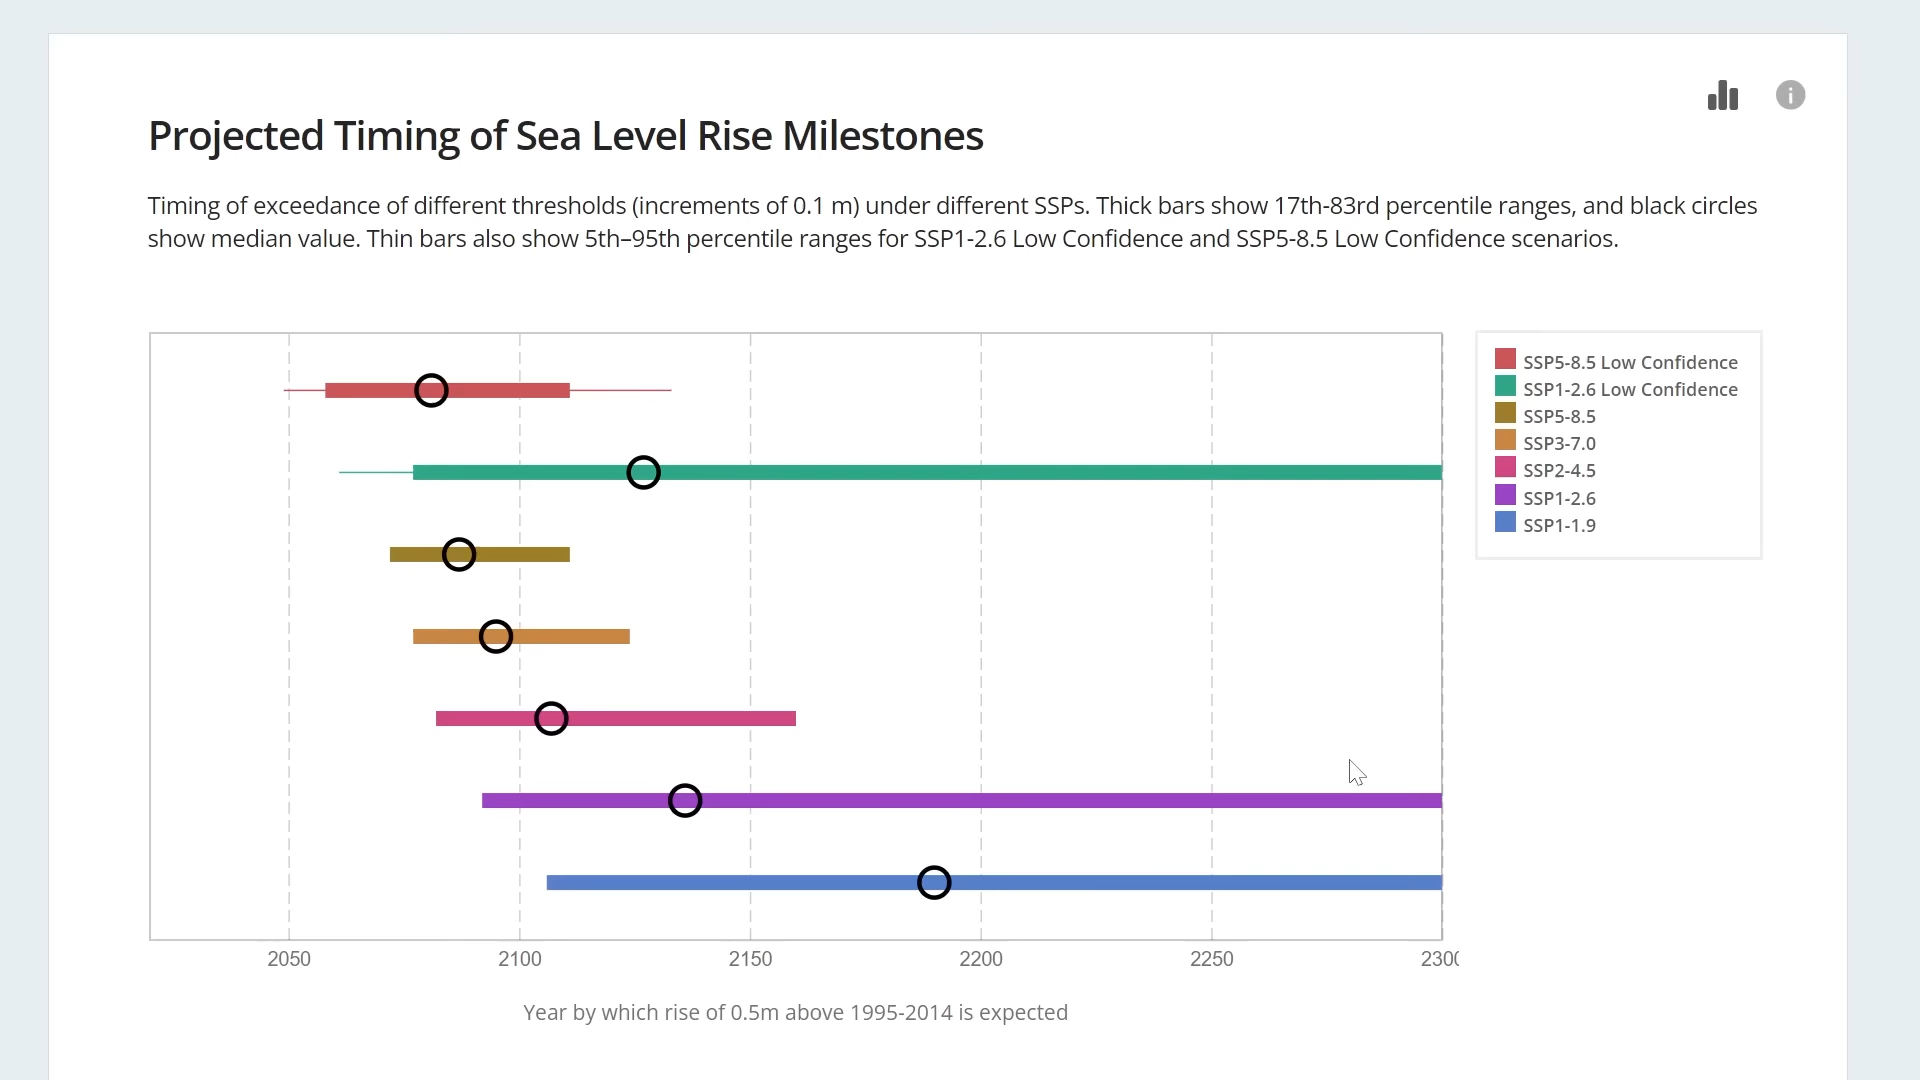 Projected Timing of Sea Level Rise Milestones
Timing of exceedance of different thresholds (increments of 0.1 m) under different SSPs. Thick bars show 17th-83rd percentile ranges, and black circles
show median value. Thin bars also show 5th–95th percentile ranges for SSP1-2.6 Low Confidence and SSP5-8.5 Low Confidence scenarios.
SSP5-8.5 Low Confidence
SSP1-2.6 Low Confidence
SSP5-8.5
SSP3-7.0
SSP2-4.5
SSP1-2.6
SSP1-1.9
2050 2100 2150 2200 2250 2300
Year by which rise of 0.5m above 1995-2014 is expected